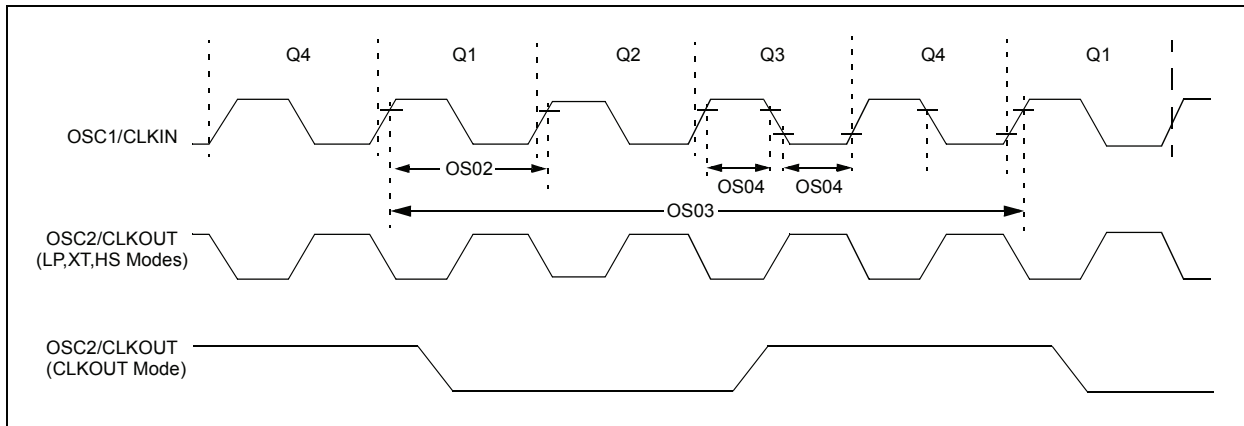 Q4 Q1 Q2 Q3 Q4 Q1
OSC1/CLKIN
OS02
OS04 OS04
OS03
OSC2/CLKOUT
(LP,XT,HS Modes)
OSC2/CLKOUT
(CLKOUT Mode)